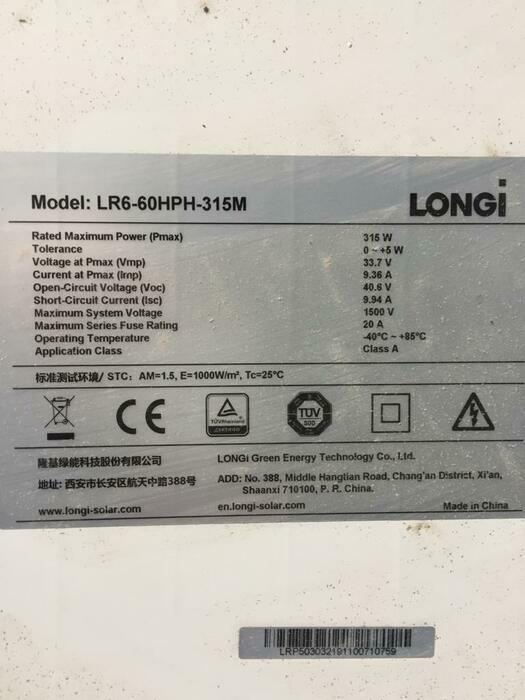 Model: LR6-60HPH-315M LONGi
Rated Maximum Power (Pmax) 315 W
Tolerance 0 ~ +5 W
Voltage at Pmax (Vmp) 33.7 V
Current at Pmax (Imp) 9.36 A
Open-Circuit Voltage (Voc) 40.6 V
Short-Circuit Current (Isc) 9.94 A
Maximum System Voltage 1500 V
Maximum Series Fuse Rating 20 A
Operating Temperature -40°C ~ +85°C
Application Class Class A
标准测试环境/ STC: AM=1.5, E=1000W/m², Tc=25°C
CE
TÜVRheinland
CERTIFIED
TÜV
SÜD
隆基绿能科技股份有限公司
地址: 西安市长安区航天中路388号
www.longi-solar.com
LONGi Green Energy Technology Co., Ltd.
ADD: No. 388, Middle Hangtian Road, Chang'an District, Xi'an,
Shaanxi 710100, P. R. China.
en.longi-solar.com
Made in China
LRP503032191100710759